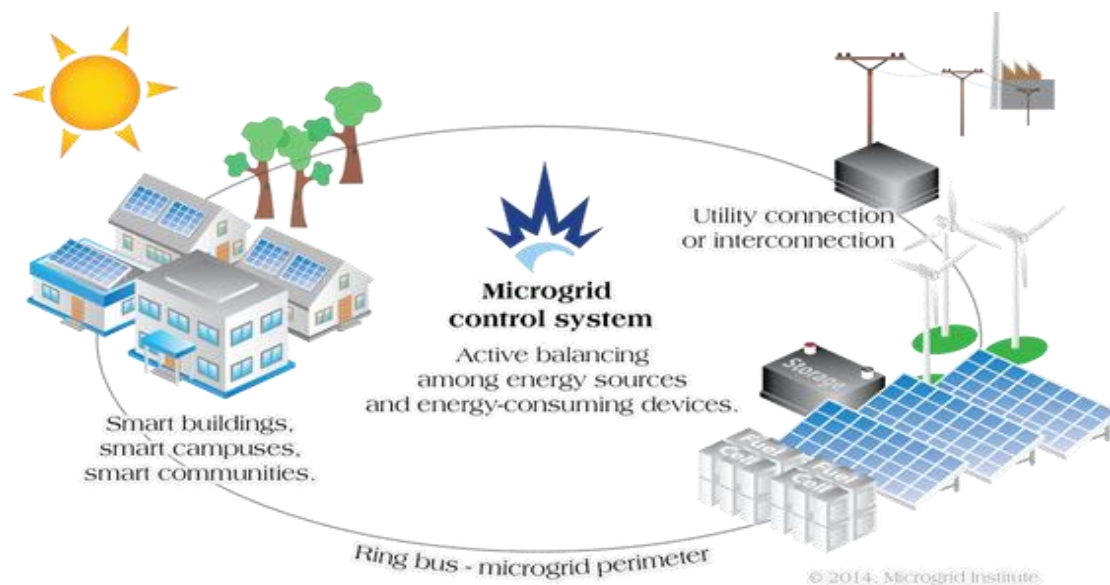 Utility connection
or interconnection
Microgrid
control system
Active balancing
among energy sources
and energy-consuming devices.
Storage
Smart buildings,
smart campuses,
smart communities.
Fuel
Cell
Fuel
Cell
Ring bus - microgrid perimeter
© 2014. Microgrid Institute